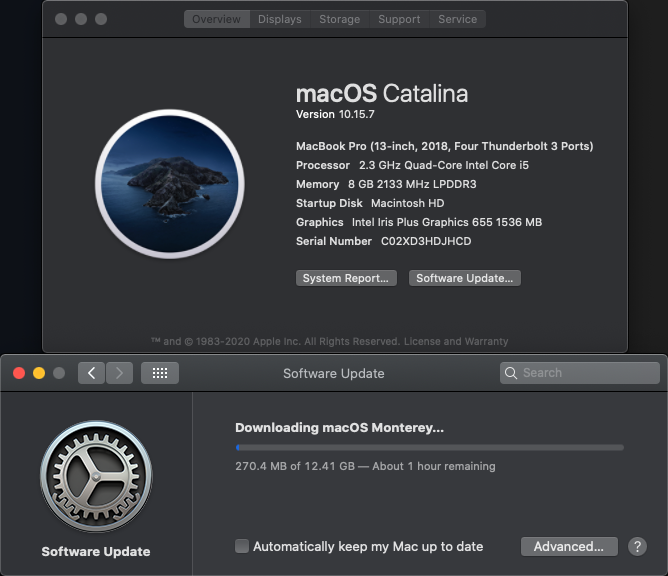 Overview Displays Storage Support Service
macOS Catalina
Version 10.15.7
MacBook Pro (13-inch, 2018, Four Thunderbolt 3 Ports)
Processor 2.3 GHz Quad-Core Intel Core i5
Memory 8 GB 2133 MHz LPDDR3
Startup Disk Macintosh HD
Graphics Intel Iris Plus Graphics 655 1536 MB
Serial Number C02XD3HDJHCD
System Report... Software Update...
™ and © 1983-2020 Apple Inc. All Rights Reserved. License and Warranty
Software Update
Search
Downloading macOS Monterey...
270.4 MB of 12.41 GB — About 1 hour remaining
Software Update
Automatically keep my Mac up to date
Advanced...
?